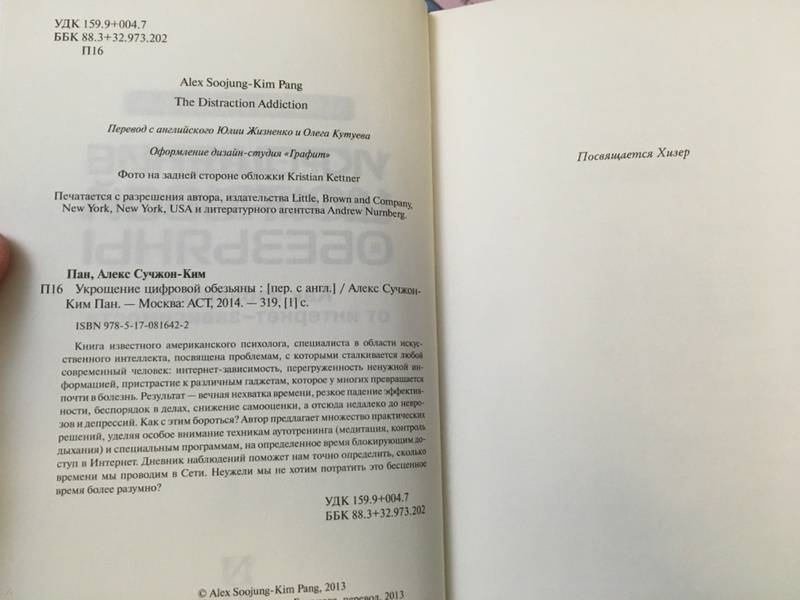 УДК 159.9+004.7
ББК 88.3+32.973.202
П16
Alex Soojung-Kim Pang
The Distraction Addiction
Перевод с английского Юлии Жизненко и Олега Кутуева
Оформление дизайн-студия «Графит»
Фото на задней стороне обложки Kristian Kettner
Печатается с разрешения автора, издательства Little, Brown and Company,
New York, New York, USA и литературного агентства Andrew Nurnberg.
Пан, Алекс Сучжон-Ким
П16 Укрощение цифровой обезьяны : [пер. с англ.] / Алекс Сучжон-
Ким Пан. — Москва: АСТ, 2014. — 319, [1] с.
ISBN 978-5-17-081642-2
Книга известного американского психолога, специалиста в области искус-
ственного интеллекта, посвящена проблемам, с которыми сталкивается любой
современный человек: интернет-зависимость, перегруженность ненужной ин-
формацией, пристрастие к различным гаджетам, которое у многих превращается
почти в болезнь. Результат — вечная нехватка времени, резкое падение эффектив-
ности, беспорядок в делах, снижение самооценки, а отсюда недалеко до невро-
зов и депрессий. Как с этим бороться? Автор предлагает множество практических
решений, уделяя особое внимание техникам аутотренинга (медитация, контроль
дыхания) и специальным программам, на определенное время блокирующим до-
ступ в Интернет. Дневник наблюдений поможет нам точно определить, сколько
времени мы проводим в Сети. Неужели мы не хотим потратить это бесценное
время более разумно?
УДК 159.9+004.7
ББК 88.3+32.973.202
© Alex Soojung-Kim Pang, 2013
перевод, 2013
Посвящается Хизер